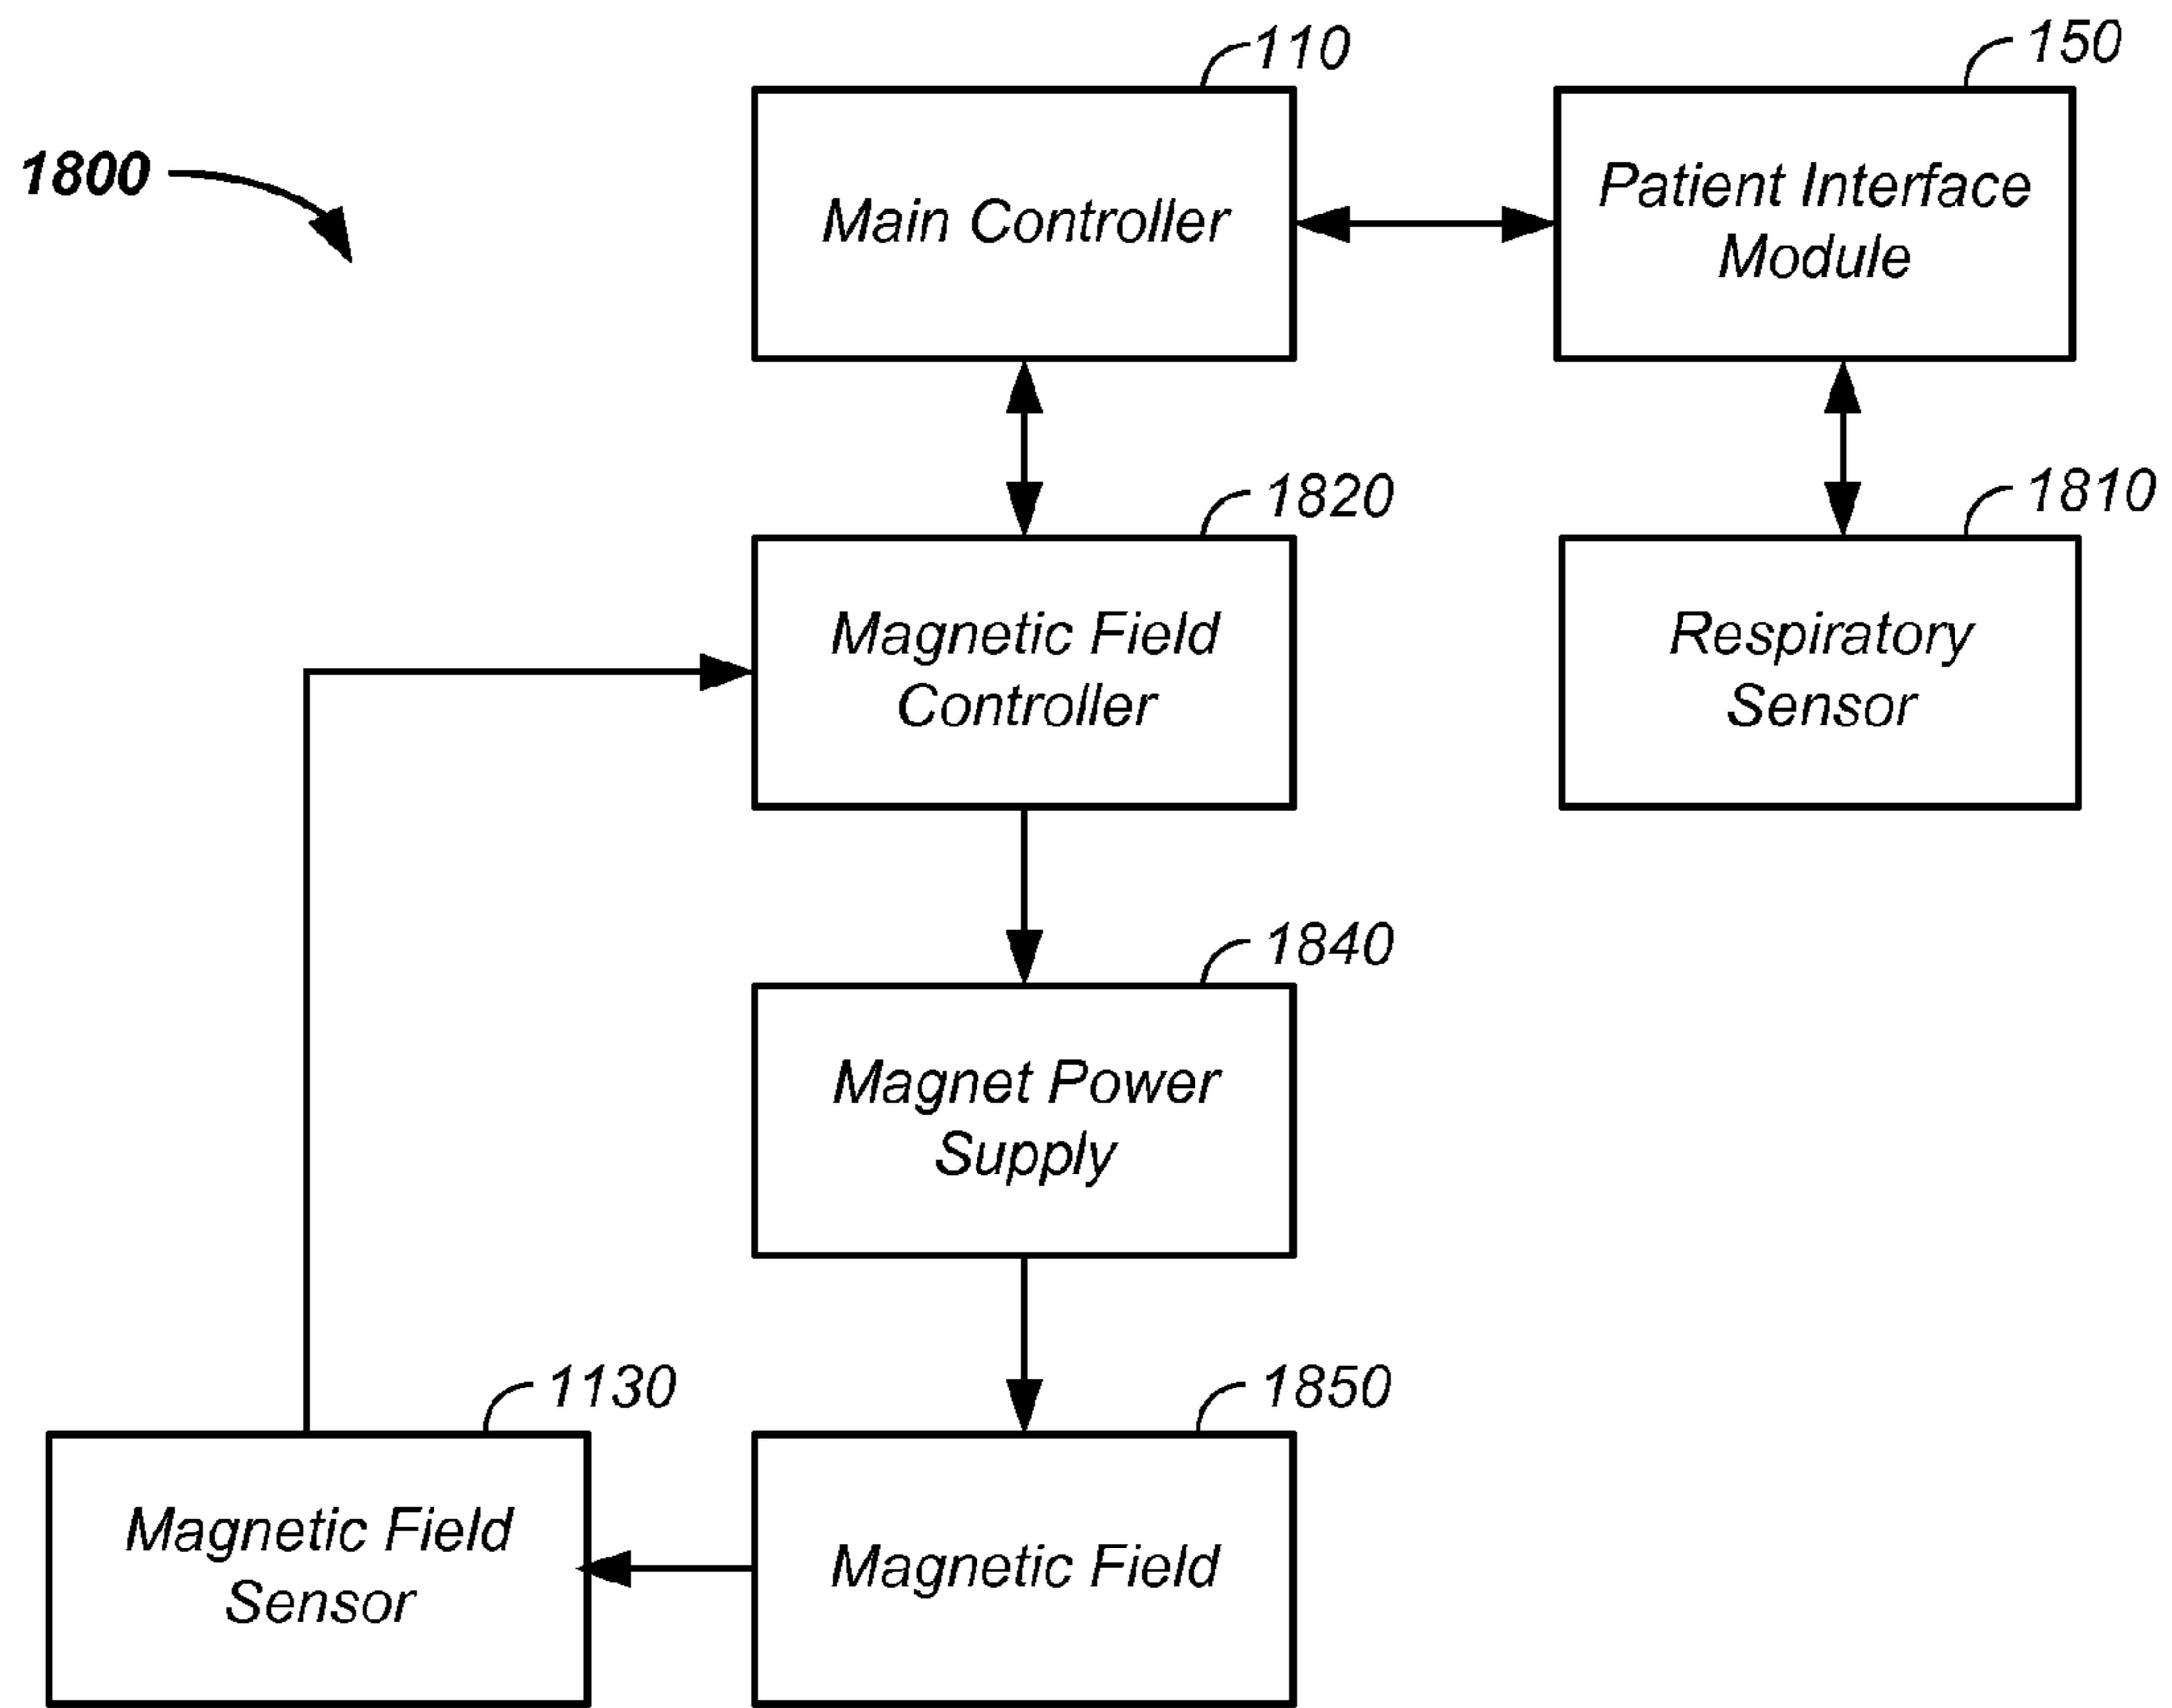 110
150
1800
Main Controller
Patient Interface
Module
1820
1810
Magnetic Field
Controller
Respiratory
Sensor
1840
Magnet Power
Supply
1130
1850
Magnetic Field
Sensor
Magnetic Field